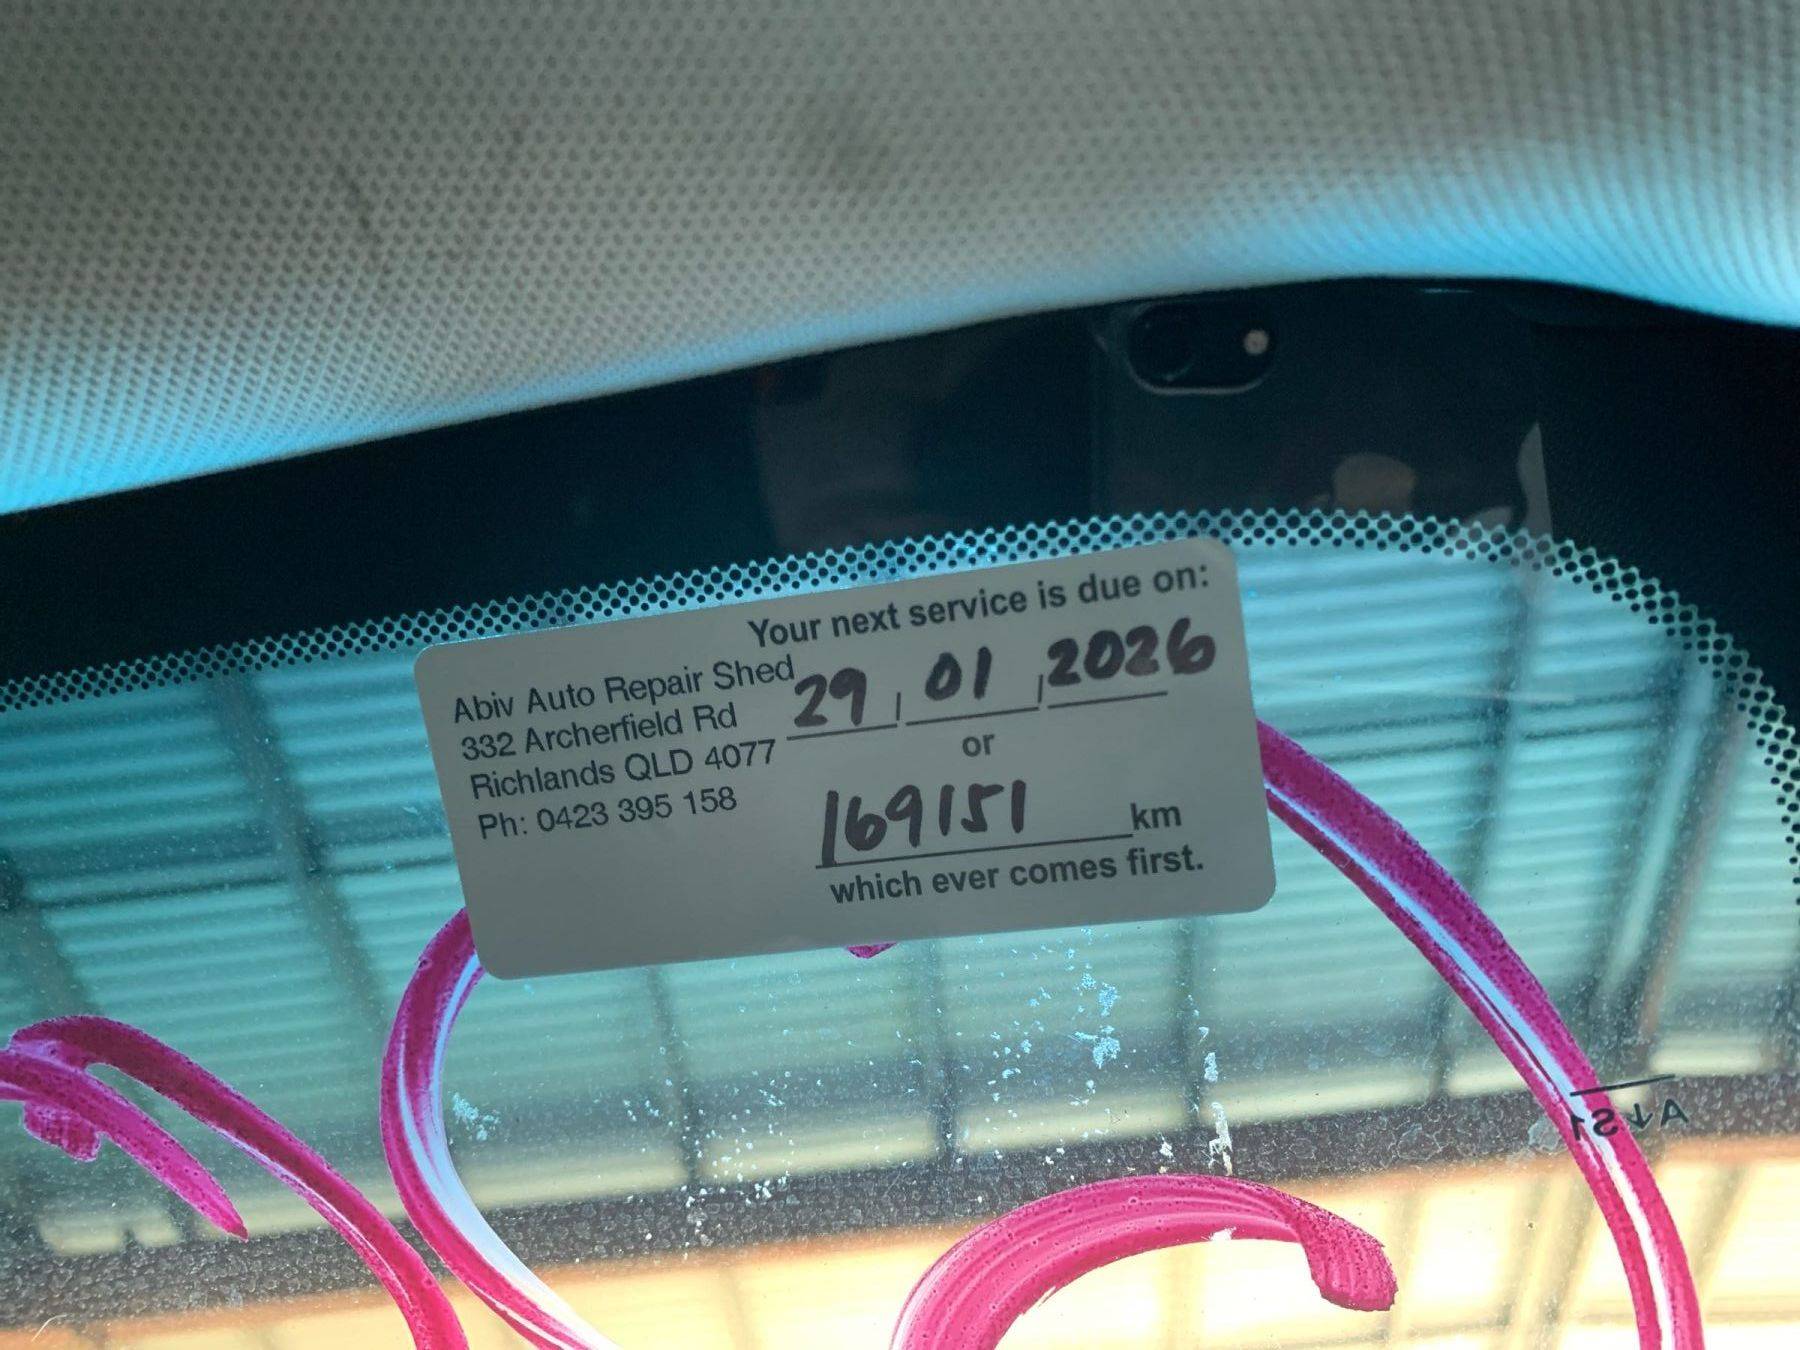 Your next service is due on:
Abiv Auto Repair Shed
332 Archerfield Rd
Richlands QLD 4077
Ph: 0423 395 158
29 / 01 / 2026
or
169151 km
which ever comes first.
A↓S1